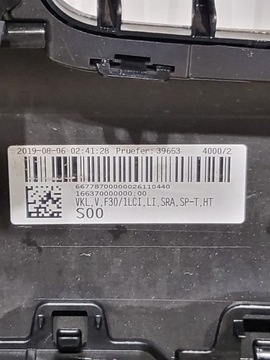 2019-08-06 02:41:28 Pruefer:39653 4000/2
66778700000026110440
166370000000:00
VKL,V,F30/1LCI,LI,SRA,SP-T,HT
S00